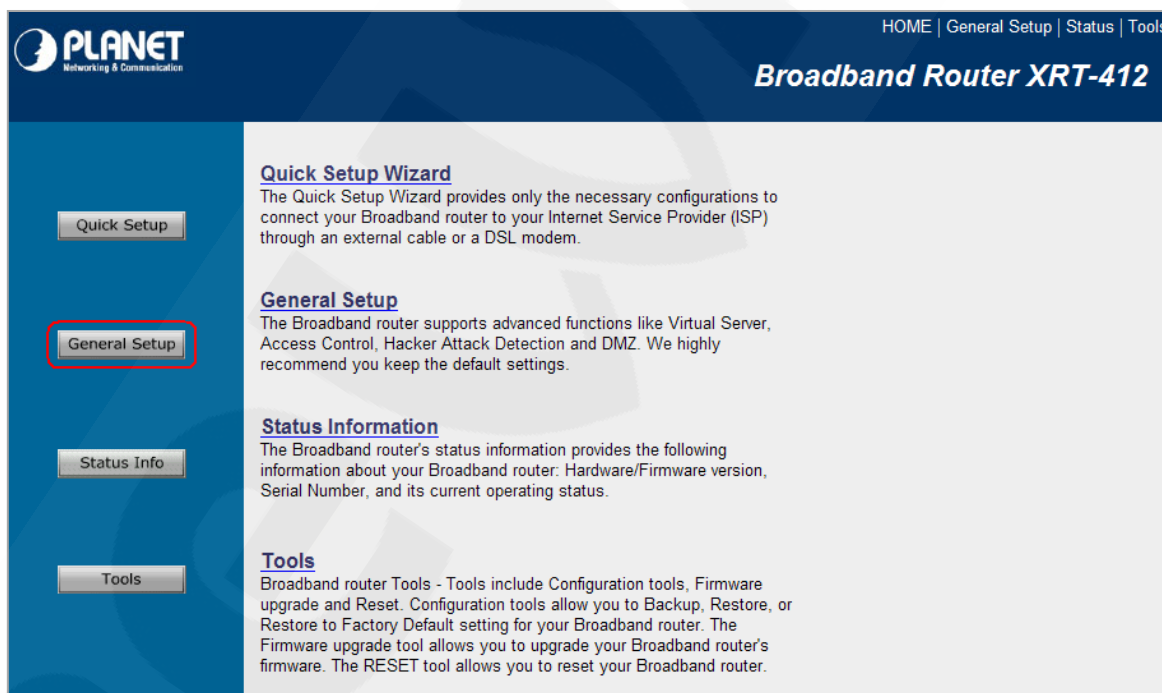 PLANET
Networking & Communication
HOME | General Setup | Status | Tools
Broadband Router XRT-412
Quick Setup Wizard
The Quick Setup Wizard provides only the necessary configurations to
connect your Broadband router to your Internet Service Provider (ISP)
through an external cable or a DSL modem.
Quick Setup
General Setup
The Broadband router supports advanced functions like Virtual Server,
Access Control, Hacker Attack Detection and DMZ. We highly
recommend you keep the default settings.
General Setup
Status Information
The Broadband router's status information provides the following
information about your Broadband router: Hardware/Firmware version,
Serial Number, and its current operating status.
Status Info
Tools
Broadband router Tools - Tools include Configuration tools, Firmware
upgrade and Reset. Configuration tools allow you to Backup, Restore, or
Restore to Factory Default setting for your Broadband router. The
Firmware upgrade tool allows you to upgrade your Broadband router's
firmware. The RESET tool allows you to reset your Broadband router.
Tools